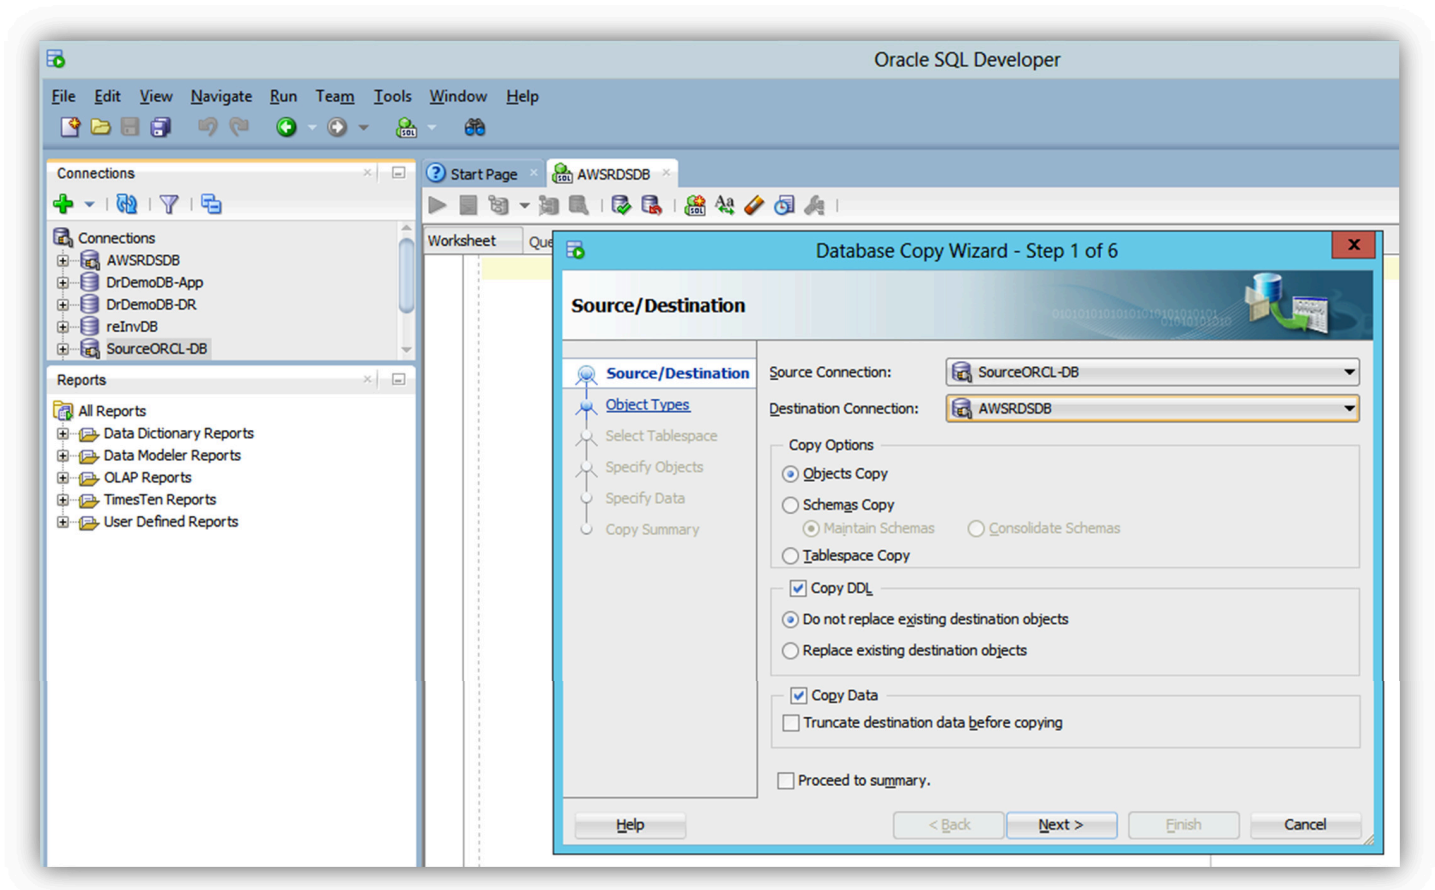 Oracle SQL Developer
File Edit View Navigate Run Team Tools Window Help
Connections
Start Page
AWSRDSDB
Connections
AWSRDSDB
DrDemoDB-App
DrDemoDB-DR
reInvDB
SourceORCL-DB
Reports
All Reports
Data Dictionary Reports
Data Modeler Reports
OLAP Reports
TimesTen Reports
User Defined Reports
Worksheet
Que
Database Copy Wizard - Step 1 of 6
Source/Destination
Source/Destination
Object Types
Select Tablespace
Specify Objects
Specify Data
Copy Summary
Source Connection: SourceORCL-DB
Destination Connection: AWSRDSDB
Copy Options
Objects Copy
Schemas Copy
Maintain Schemas
Consolidate Schemas
Tablespace Copy
Copy DDL
Do not replace existing destination objects
Replace existing destination objects
Copy Data
Truncate destination data before copying
Proceed to summary.
Help
< Back
Next >
Finish
Cancel